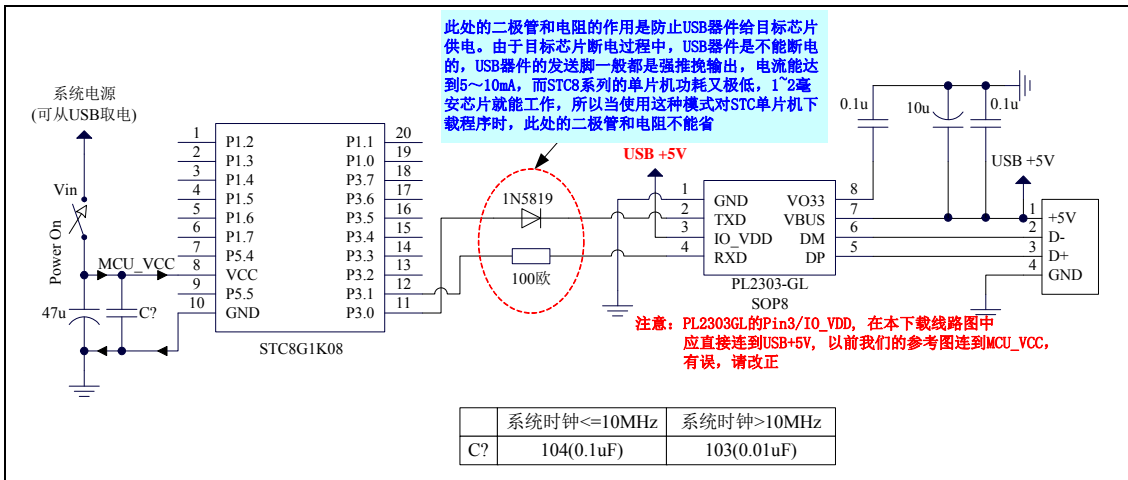 此处的二极管和电阻的作用是防止USB器件给目标芯片
供电。由于目标芯片断电过程中，USB器件是不能断电
的，USB器件的发送脚一般都是强推挽输出，电流能达
到5～10mA，而STC8系列的单片机功耗又极低，1~2毫
安芯片就能工作，所以当使用这种模式对STC单片机下
载程序时，此处的二极管和电阻不能省
系统电源
(可从USB取电)
Vin
Power On
MCU_VCC
47u
C?
1 P1.2
2 P1.3
3 P1.4
4 P1.5
5 P1.6
6 P1.7
7 P5.4
8 VCC
9 P5.5
10 GND
P1.1 20
P1.0 19
P3.7 18
P3.6 17
P3.5 16
P3.4 15
P3.3 14
P3.2 13
P3.1 12
P3.0 11
STC8G1K08
1N5819
100欧
USB +5V
1 GND
2 TXD
3 IO_VDD
4 RXD
VO33 8
VBUS 7
DM 6
DP 5
PL2303-GL
SOP8
0.1u
10u
0.1u
USB +5V
1 +5V
2 D-
3 D+
4 GND
注意：PL2303GL的Pin3/IO_VDD, 在本下载线路图中
应直接连到USB+5V, 以前我们的参考图连到MCU_VCC,
有误，请改正
系统时钟<=10MHz 系统时钟>10MHz
C? 104(0.1uF) 103(0.01uF)